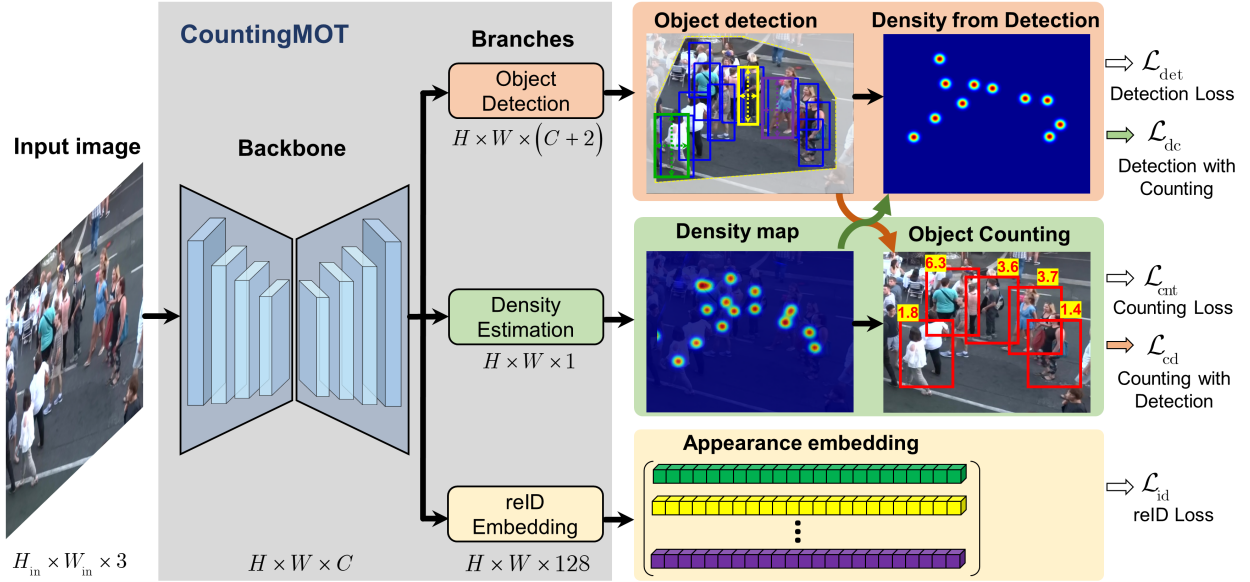 CountingMOT
Input image
H_in × W_in × 3
Backbone
H × W × C
Branches
Object
Detection
H × W × (C + 2)
Density
Estimation
H × W × 1
reID
Embedding
H × W × 128
Object detection
Density from Detection
Density map
Object Counting
6.3
3.6
3.7
1.8
1.4
Appearance embedding
ℒ_det
Detection Loss
ℒ_dc
Detection with
Counting
ℒ_cnt
Counting Loss
ℒ_cd
Counting with
Detection
ℒ_id
reID Loss